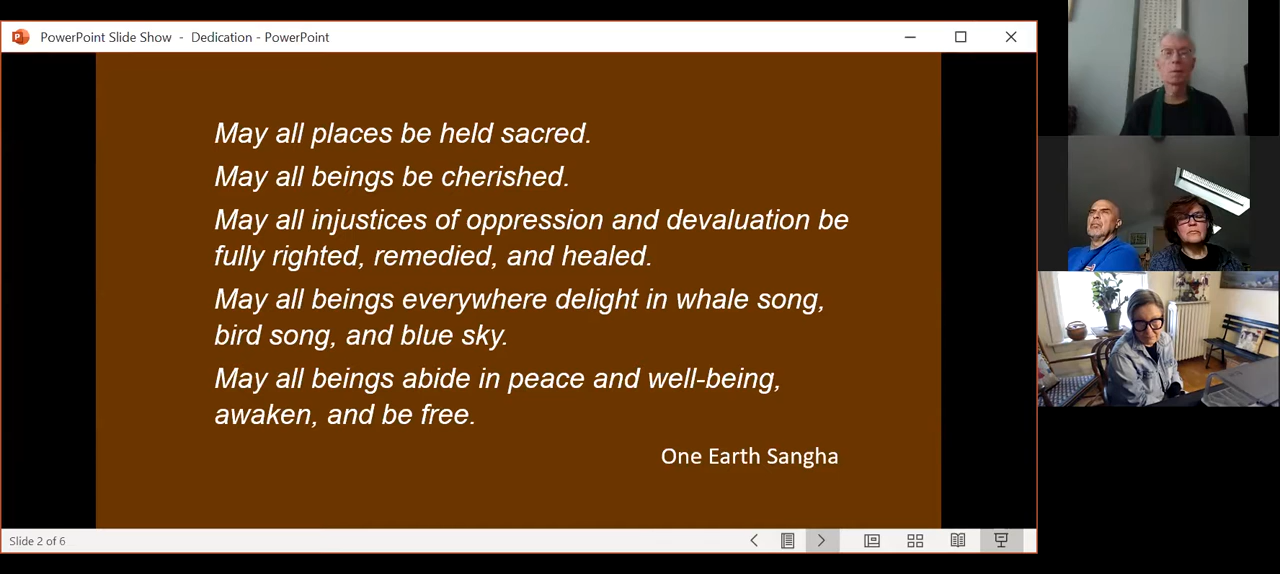 PowerPoint Slide Show - Dedication - PowerPoint
May all places be held sacred.
May all beings be cherished.
May all injustices of oppression and devaluation be
fully righted, remedied, and healed.
May all beings everywhere delight in whale song,
bird song, and blue sky.
May all beings abide in peace and well-being,
awaken, and be free.
One Earth Sangha
Slide 2 of 6